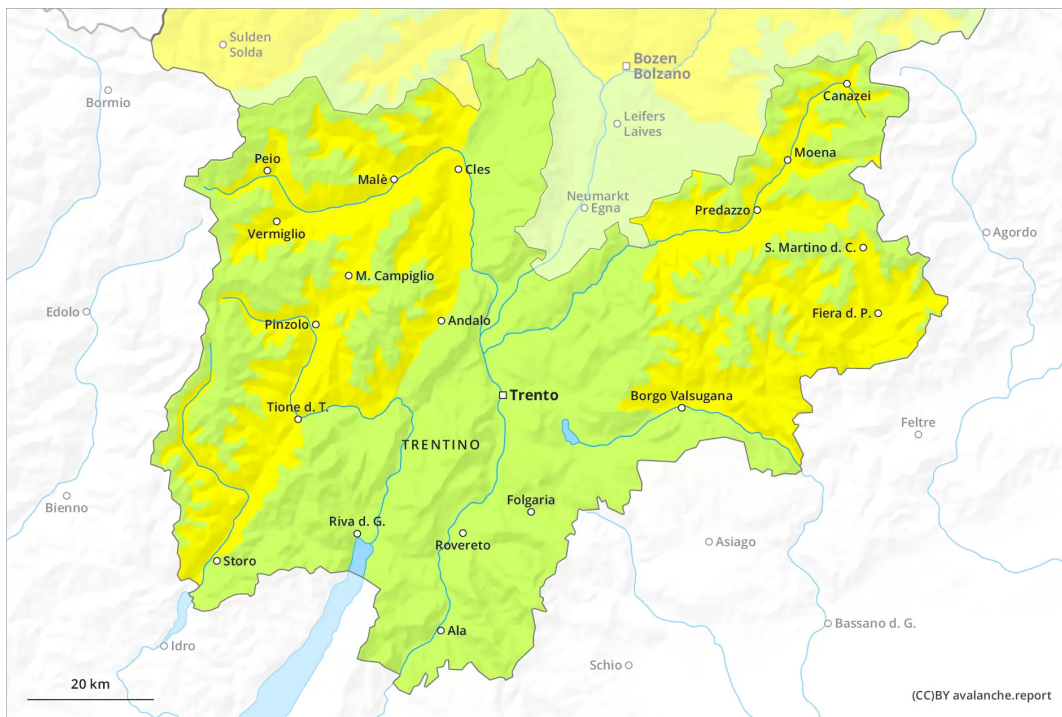 Sulden
Solda
Bozen
Bolzano
Bormio
Canazei
Leifers
Laives
Peio
Malè
Cles
Moena
Neumarkt
Egna
Predazzo
Vermiglio
Agordo
S. Martino d. C.
M. Campiglio
Edolo
Pinzolo
Andalo
Fiera d. P.
Trento
Borgo Valsugana
Tione d. T.
Feltre
TRENTINO
Bienno
Folgaria
Riva d. G.
Rovereto
Asiago
Storo
Bassano d. G.
Ala
Idro
Schio
20 km
(CC)BY avalanche.report